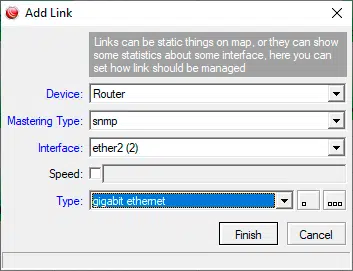 Add Link
Links can be static things on map, or they can show
some statistics about some interface, here you can
set how link should be managed
Device: Router
Mastering Type: snmp
Interface: ether2 (2)
Speed:
Type: gigabit ethernet
Finish Cancel